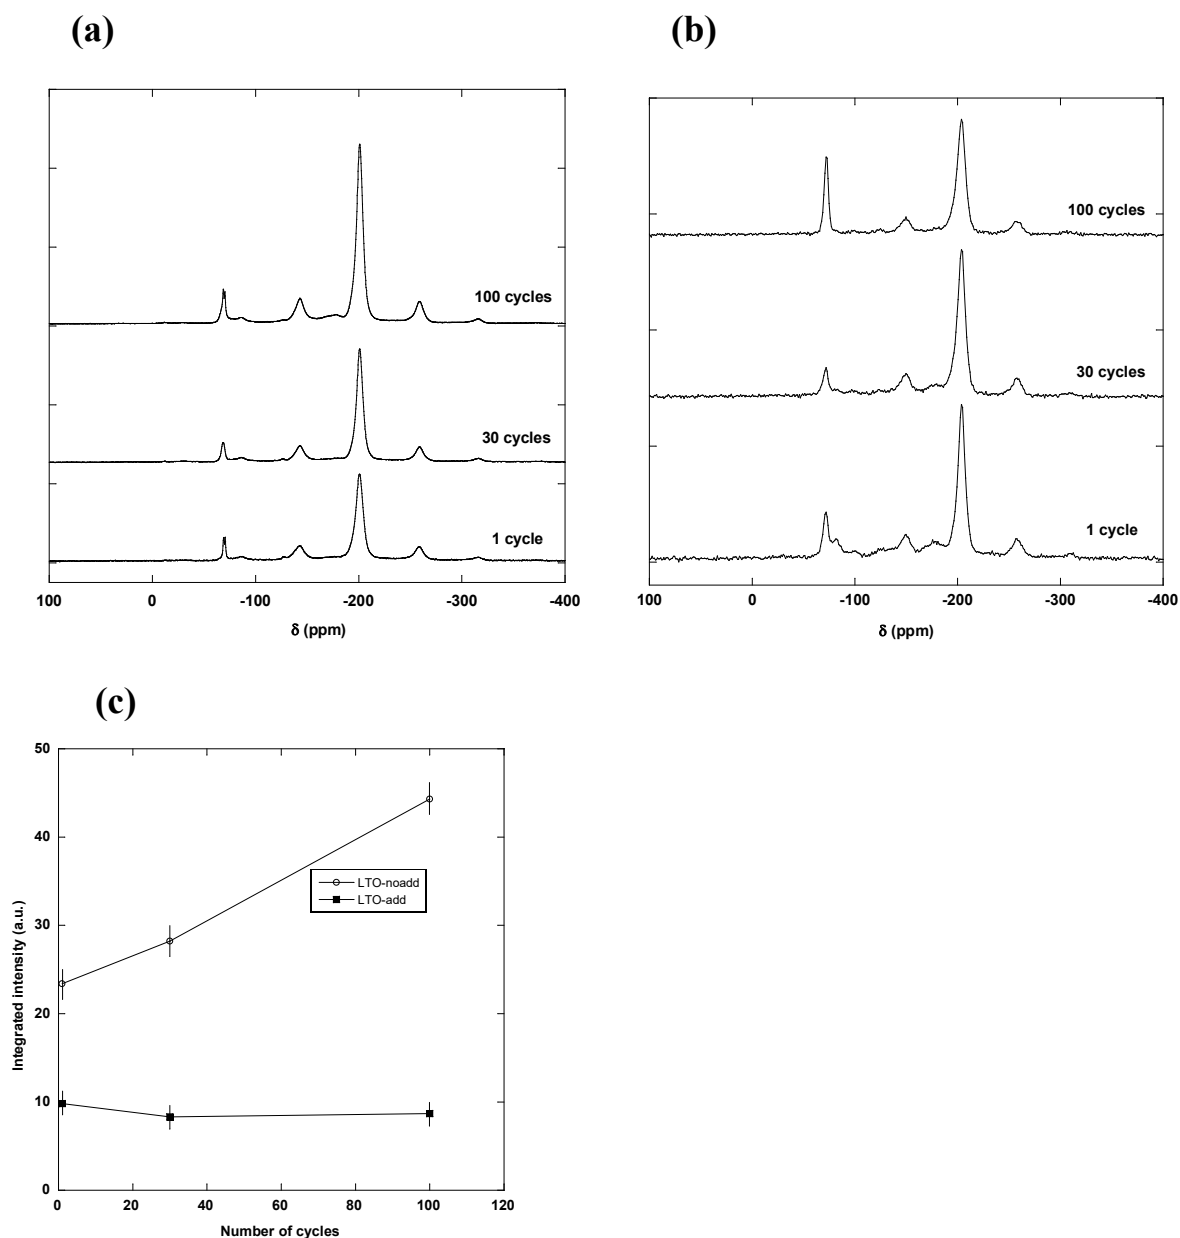 (a)
100 cycles
30 cycles
1 cycle
100 0 -100 -200 -300 -400
δ (ppm)
(b)
100 cycles
30 cycles
1 cycle
100 0 -100 -200 -300 -400
δ (ppm)
(c)
50
40
30
20
10
0
Integrated intensity (a.u.)
LTO-noadd
LTO-add
0 20 40 60 80 100 120
Number of cycles